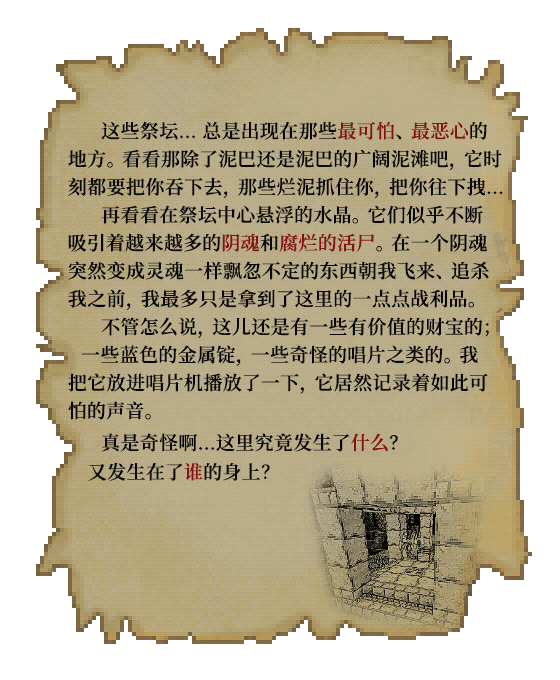 这些祭坛… 总是出现在那些最可怕、最恶心的
地方。看看那除了泥巴还是泥巴的广阔泥滩吧，它时
刻都要把你吞下去，那些烂泥抓住你，把你往下拽…
再看看在祭坛中心悬浮的水晶。它们似乎不断
吸引着越来越多的阴魂和腐烂的活尸。在一个阴魂
突然变成灵魂一样飘忽不定的东西朝我飞来、追杀
我之前，我最多只是拿到了这里的一点点战利品。
不管怎么说，这儿还是有一些有价值的财宝的；
一些蓝色的金属锭，一些奇怪的唱片之类的。我
把它放进唱片机播放了一下，它居然记录着如此可
怕的声音。
真是奇怪啊…这里究竟发生了什么？
又发生在了谁的身上？